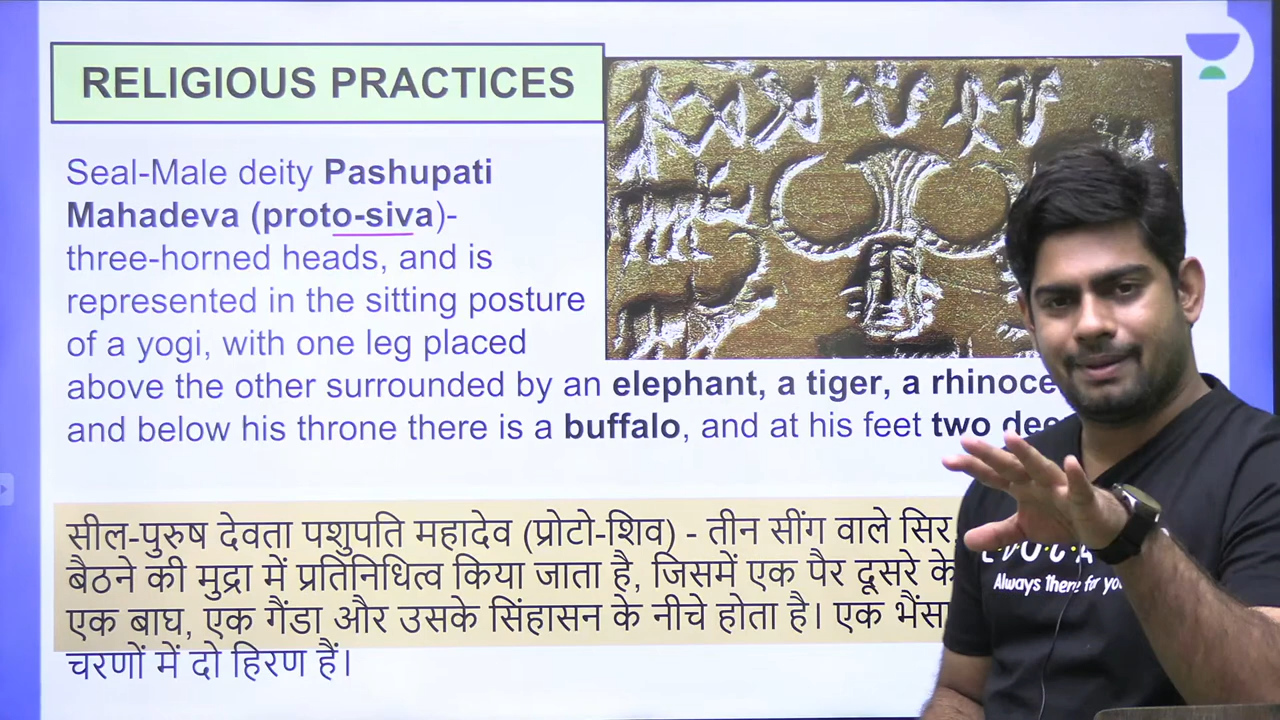 RELIGIOUS PRACTICES
Seal-Male deity Pashupati
Mahadeva (proto-siva)-
three-horned heads, and is
represented in the sitting posture
of a yogi, with one leg placed
above the other surrounded by an elephant, a tiger, a
and below his throne there is a buffalo, and at his feet two
सील-पुरुष देवता पशुपति महादेव (प्रोटो-शिव) - तीन सींग वाले सिर
बैठने की मुद्रा में प्रतिनिधित्व किया जाता है, जिसमें एक पैर दूसरे के
एक बाघ, एक गैंडा और उसके सिंहासन के नीचे होता है। एक भैंसा
चरणों में दो हिरण हैं।
Always there for you